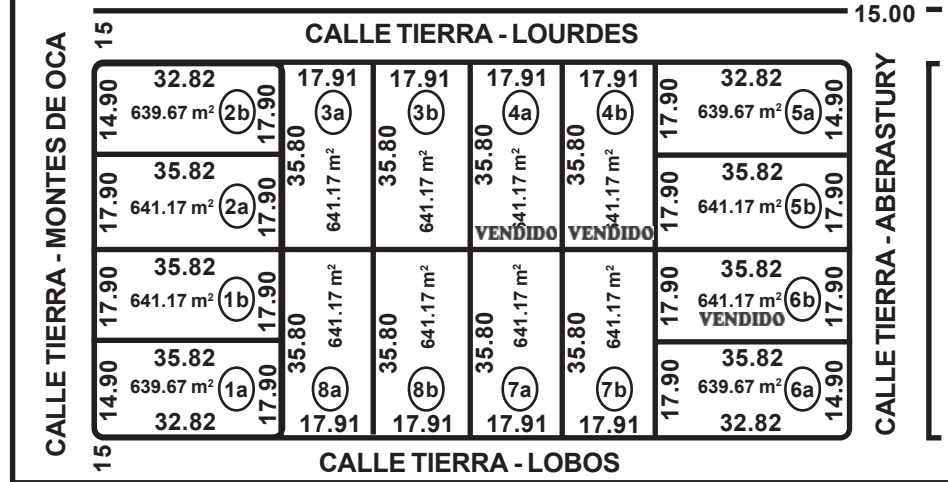 15.00
15
CALLE TIERRA - LOURDES
CALLE TIERRA - MONTES DE OCA
CALLE TIERRA - ABERASTURY
32.82
14.90
639.67 m² 2b
17.90
17.91
3a
35.80
641.17 m²
17.91
3b
35.80
641.17 m²
17.91
4a
35.80
641.17 m²
VENDIDO
17.91
4b
35.80
641.17 m²
VENDIDO
32.82
17.90
639.67 m² 5a
14.90
35.82
17.90
641.17 m² 2a
17.90
35.82
17.90
641.17 m² 5b
17.90
35.82
17.90
641.17 m² 1b
17.90
35.82
17.90
641.17 m² 6b
VENDIDO
17.90
35.82
14.90
639.67 m² 1a
17.90
32.82
641.17 m²
35.80
8a
17.91
641.17 m²
35.80
8b
17.91
641.17 m²
35.80
7a
17.91
641.17 m²
35.80
7b
17.91
35.82
17.90
639.67 m² 6a
14.90
32.82
15
CALLE TIERRA - LOBOS